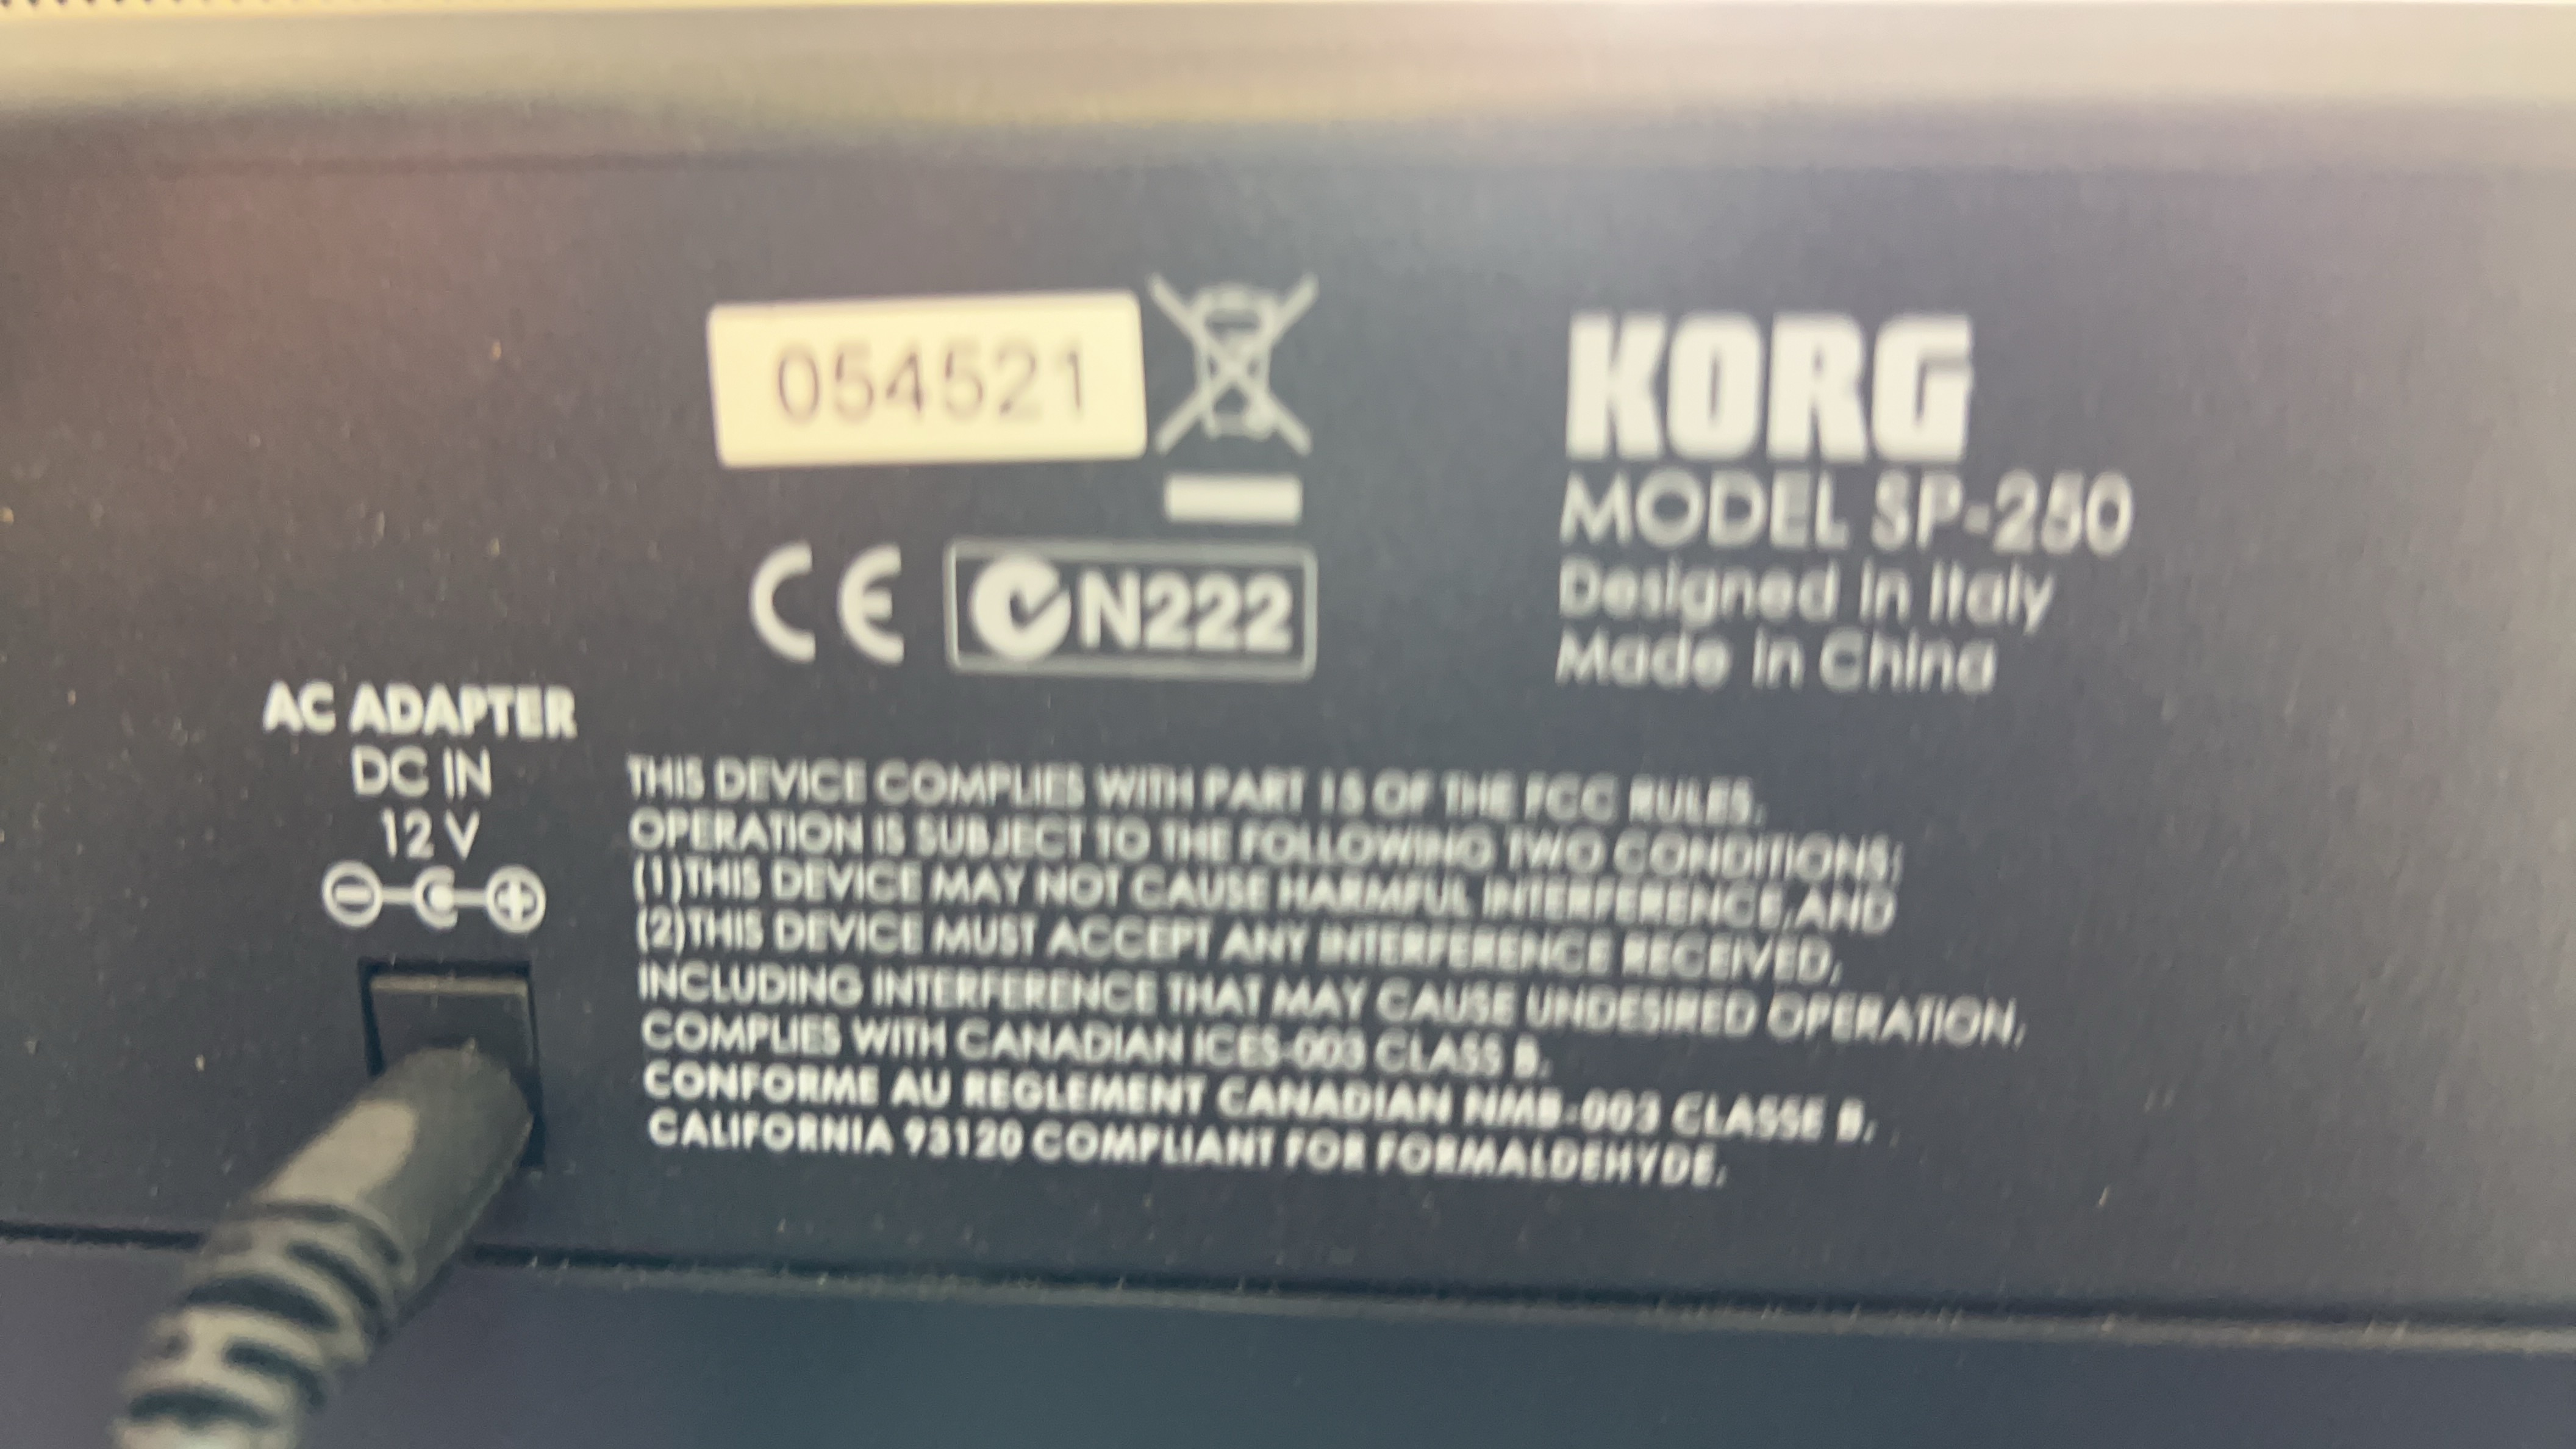 054521
KORG
MODEL SP-250
Designed in Italy
Made in China
CE
N222
AC ADAPTER
DC IN
12 V
THIS DEVICE COMPLIES WITH PART 15 OF THE FCC RULES.
OPERATION IS SUBJECT TO THE FOLLOWING TWO CONDITIONS:
(1)THIS DEVICE MAY NOT CAUSE HARMFUL INTERFERENCE,AND
(2)THIS DEVICE MUST ACCEPT ANY INTERFERENCE RECEIVED,
INCLUDING INTERFERENCE THAT MAY CAUSE UNDESIRED OPERATION.
COMPLIES WITH CANADIAN ICES-003 CLASS B.
CONFORME AU REGLEMENT CANADIAN NMB-003 CLASSE B.
CALIFORNIA 93120 COMPLIANT FOR FORMALDEHYDE.